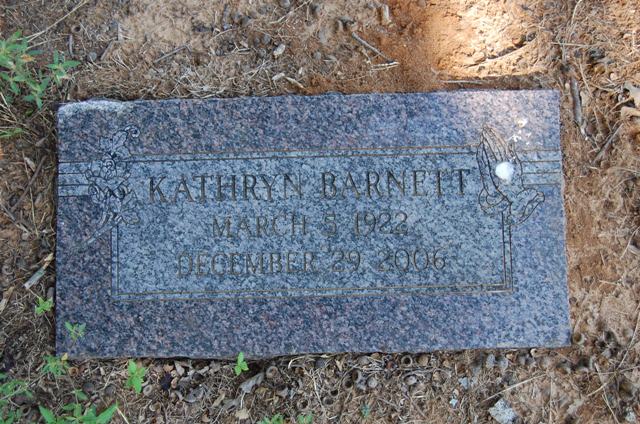 KATHRYN BARNETT
MARCH 5 1922
DECEMBER 29 2006